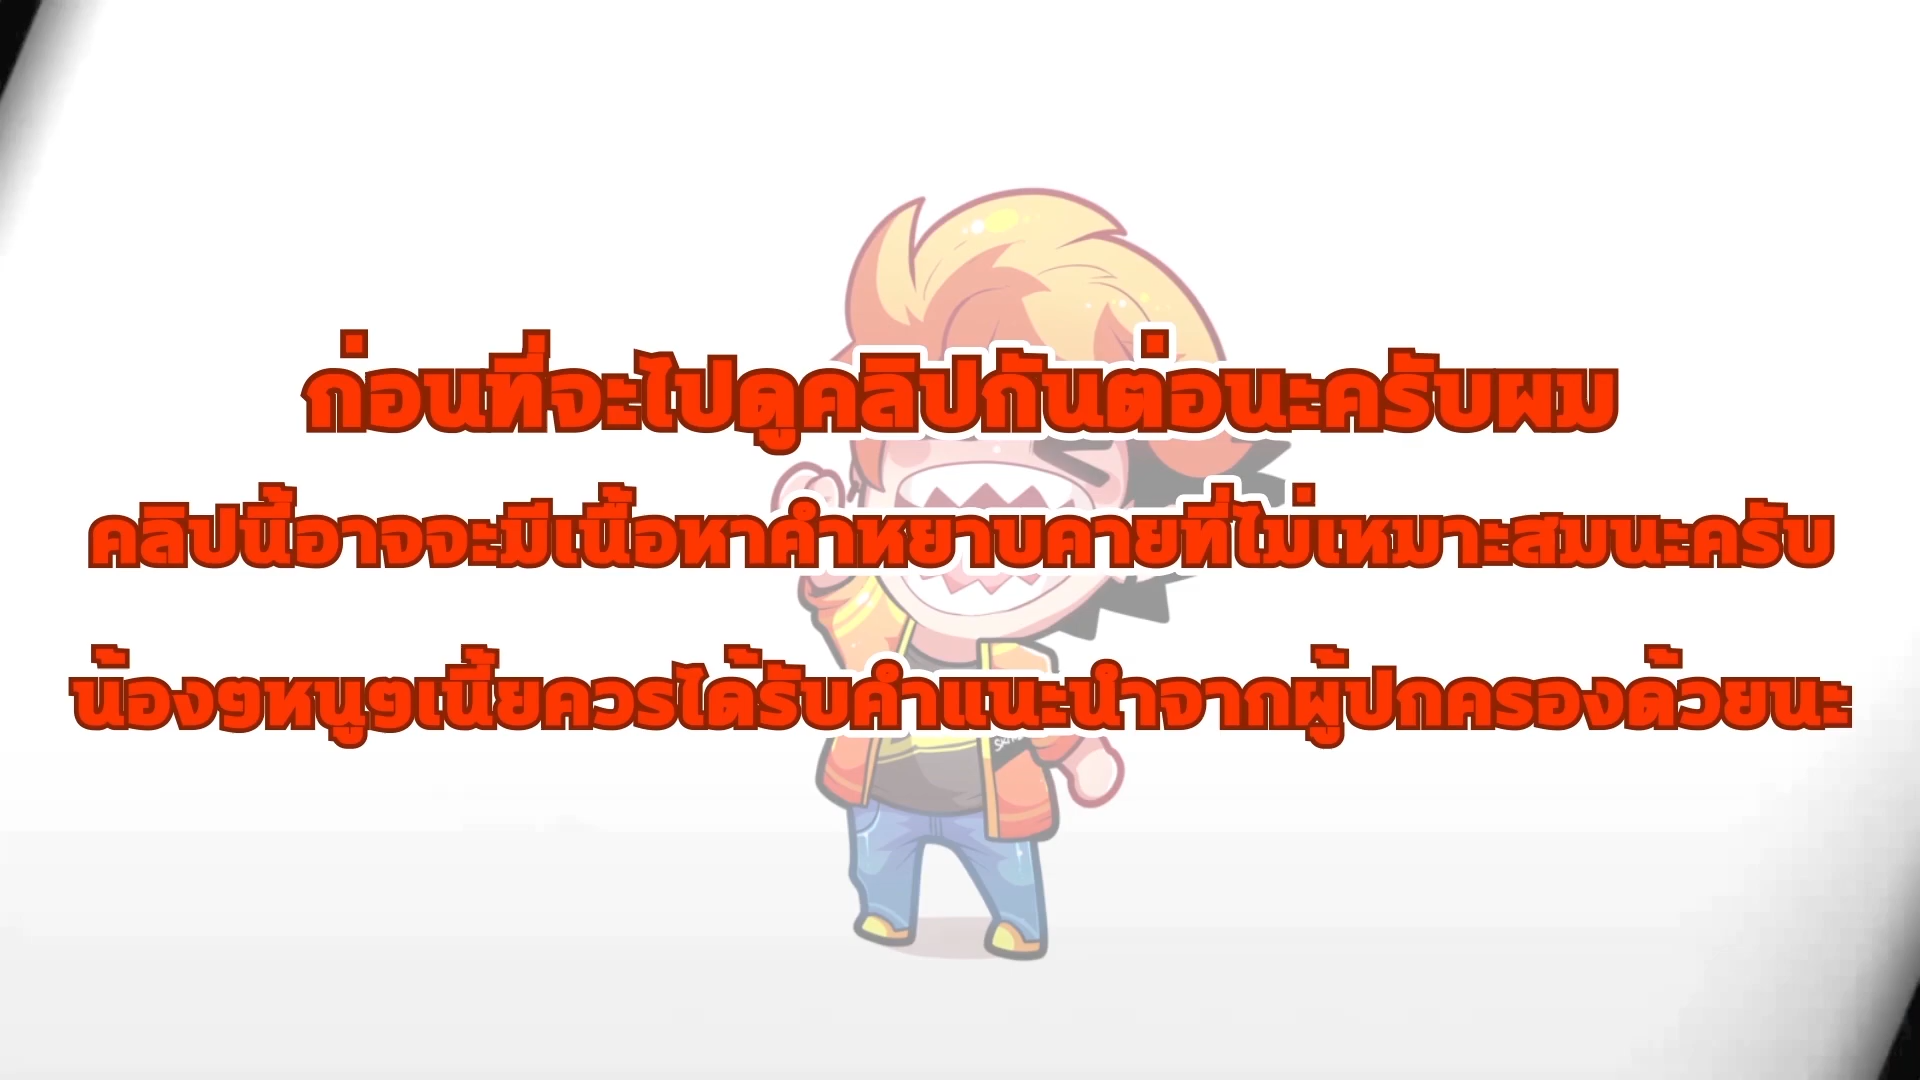 ก่อนที่จะไปดูคลิปกันต่อนะครับผม
คลิปนี้อาจจะมีเนื้อหาคำหยาบคายที่ไม่เหมาะสมนะครับ
น้องๆหนูๆเนี้ยควรได้รับคำแนะนำจากผู้ปกครองด้วยนะ